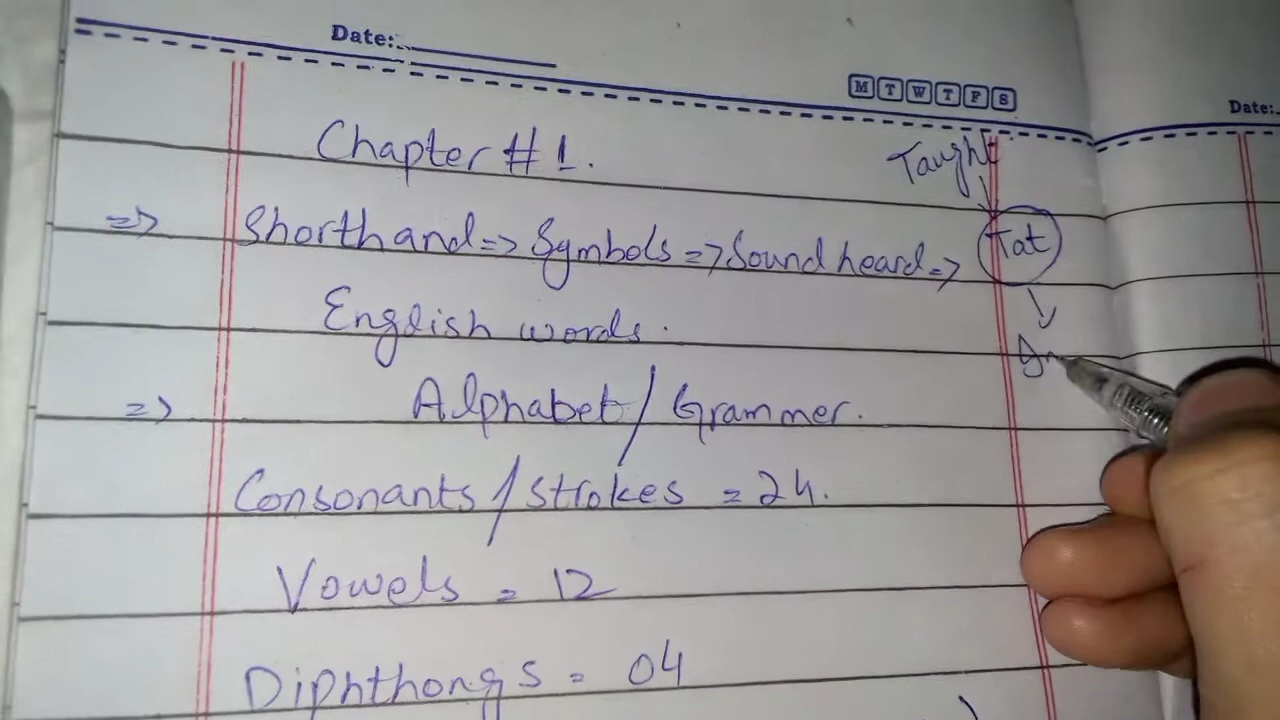 Date:
M T W T F S
Date:
Chapter # 1.
Taught
=> Shorthand => Symbols => Sound heard => Tat
English words.
=> Alphabet / Grammer.
Consonants / Strokes = 24.
Vowels = 12
Diphthongs = 04